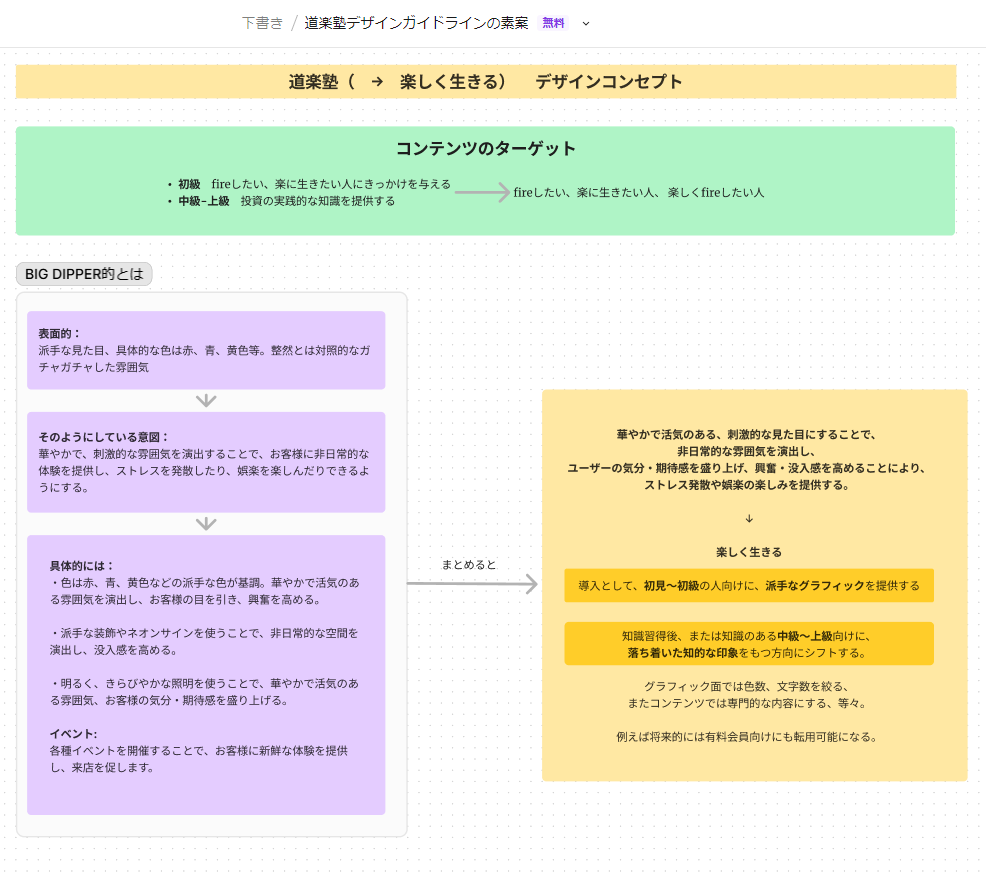 下書き / 道楽塾デザインガイドラインの素案 無料
道楽塾（ → 楽しく生きる） デザインコンセプト
コンテンツのターゲット
• 初級 fireしたい、楽に生きたい人にきっかけを与える
• 中級-上級 投資の実践的な知識を提供する
fireしたい、楽に生きたい人、楽しくfireしたい人
BIG DIPPER的とは
表面的：
派手な見た目、具体的な色は赤、青、黄色等。整然とは対照的なガ
チャガチャした雰囲気
そのようにしている意図：
華やかで、刺激的な雰囲気を演出することで、お客様に非日常的な
体験を提供し、ストレスを発散したり、娯楽を楽しんだりできるよ
うにする。
具体的には：
・色は赤、青、黄色などの派手な色が基調。華やかで活気のあ
る雰囲気を演出し、お客様の目を引き、興奮を高める。
・派手な装飾やネオンサインを使うことで、非日常的な空間を
演出し、没入感を高める。
・明るく、きらびやかな照明を使うことで、華やかで活気のあ
る雰囲気、お客様の気分・期待感を盛り上げる。
イベント:
各種イベントを開催することで、お客様に新鮮な体験を提供
し、来店を促します。
まとめると
華やかで活気のある、刺激的な見た目にすることで、
非日常的な雰囲気を演出し、
ユーザーの気分・期待感を盛り上げ、興奮・没入感を高めることにより、
ストレス発散や娯楽の楽しみを提供する。
↓
楽しく生きる
導入として、初見〜初級の人向けに、派手なグラフィックを提供する
知識習得後、または知識のある中級〜上級向けに、
落ち着いた知的な印象をもつ方向にシフトする。
グラフィック面では色数、文字数を絞る、
またコンテンツでは専門的な内容にする、等々。
例えば将来的には有料会員向けにも転用可能になる。